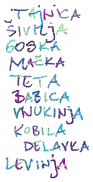 TAJNICA
ŠIVILJA
GOSKA
MAČKA
TETA
BABICA
VNUKINJA
KOBILA
DELAVKA
LEVINJA